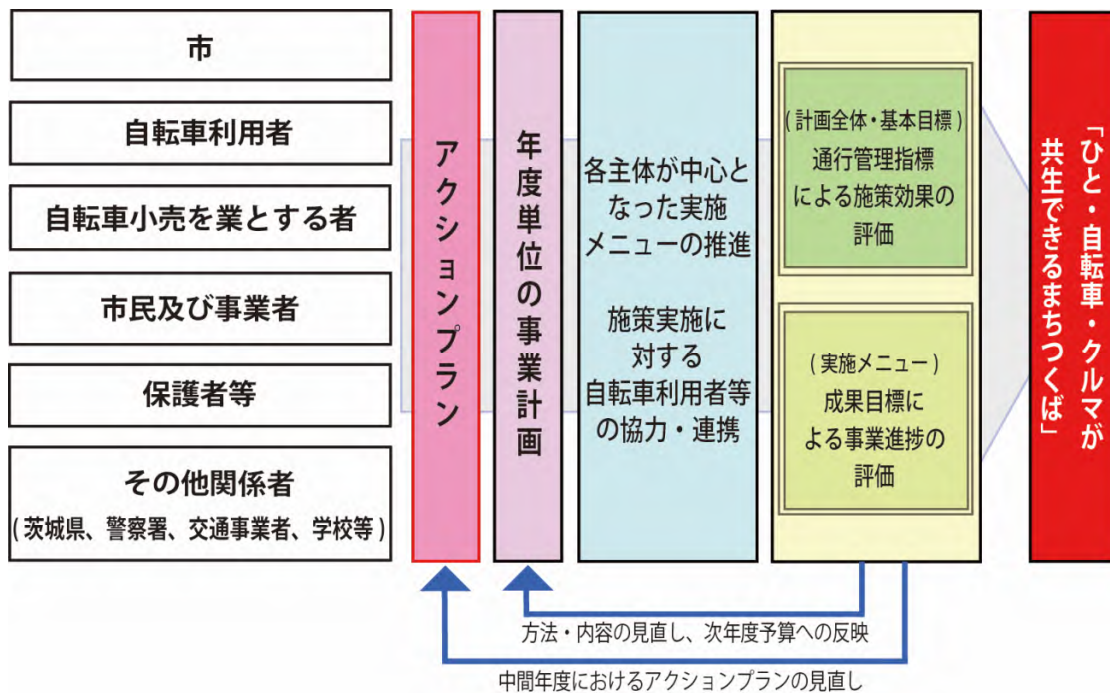 市
自転車利用者
自転車小売を業とする者
市民及び事業者
保護者等
その他関係者
(茨城県、警察署、交通事業者、学校等)
アクションプラン
年度単位の事業計画
各主体が中心と
なった実施
メニューの推進
施策実施に
対する
自転車利用者等
の協力・連携
(計画全体・基本目標)
通行管理指標
による施策効果の
評価
(実施メニュー)
成果目標に
よる事業進捗の
評価
「ひと・自転車・クルマが
共生できるまちつくば」
方法・内容の見直し、次年度予算への反映
中間年度におけるアクションプランの見直し